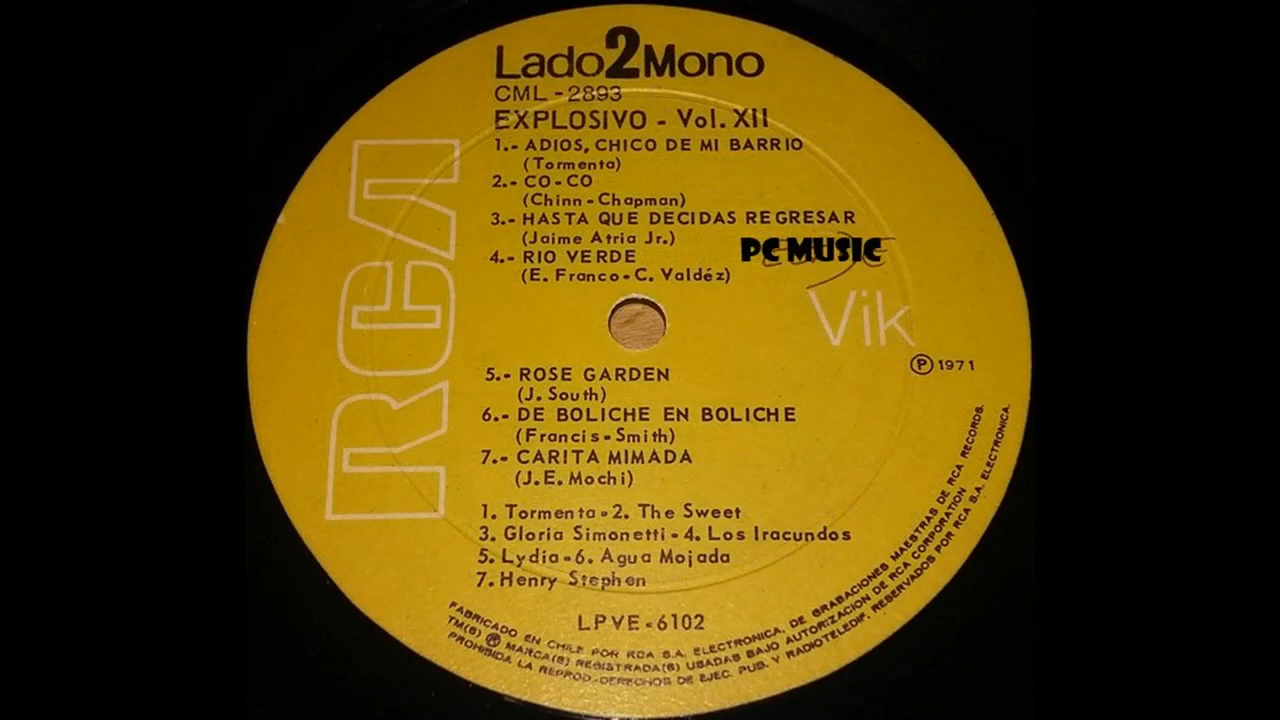 Lado 2 Mono
CML - 2893
EXPLOSIVO - Vol. XII
1.- ADIOS, CHICO DE MI BARRIO
(Tormenta)
2.- CO-CO
(Chinn - Chapman)
3.- HASTA QUE DECIDAS REGRESAR
(Jaime Atria Jr.)
4.- RIO VERDE
(E. Franco - C. Valdéz)
PC MUSIC
RCA
Vik
Ⓟ 1971
5.- ROSE GARDEN
(J. South)
6.- DE BOLICHE EN BOLICHE
(Francis - Smith)
7.- CARITA MIMADA
(J.E. Mochi)
1. Tormenta - 2. The Sweet
3. Gloria Simonetti - 4. Los Iracundos
5. Lydia - 6. Agua Mojada
7. Henry Stephen
LPVE - 6102
FABRICADO EN CHILE POR RCA S.A. ELECTRONICA, DE GRABACIONES MAESTRAS DE RCA RECORDS.
TM(S) ® MARCA(S) REGISTRADA(S) USADAS BAJO AUTORIZACION DE RCA CORPORATION
PROHIBIDA LA REPROD.-DERECHOS DE EJEC. PUB. Y RADIOTELEDIF. RESERVADOS POR RCA S.A. ELECTRONICA.